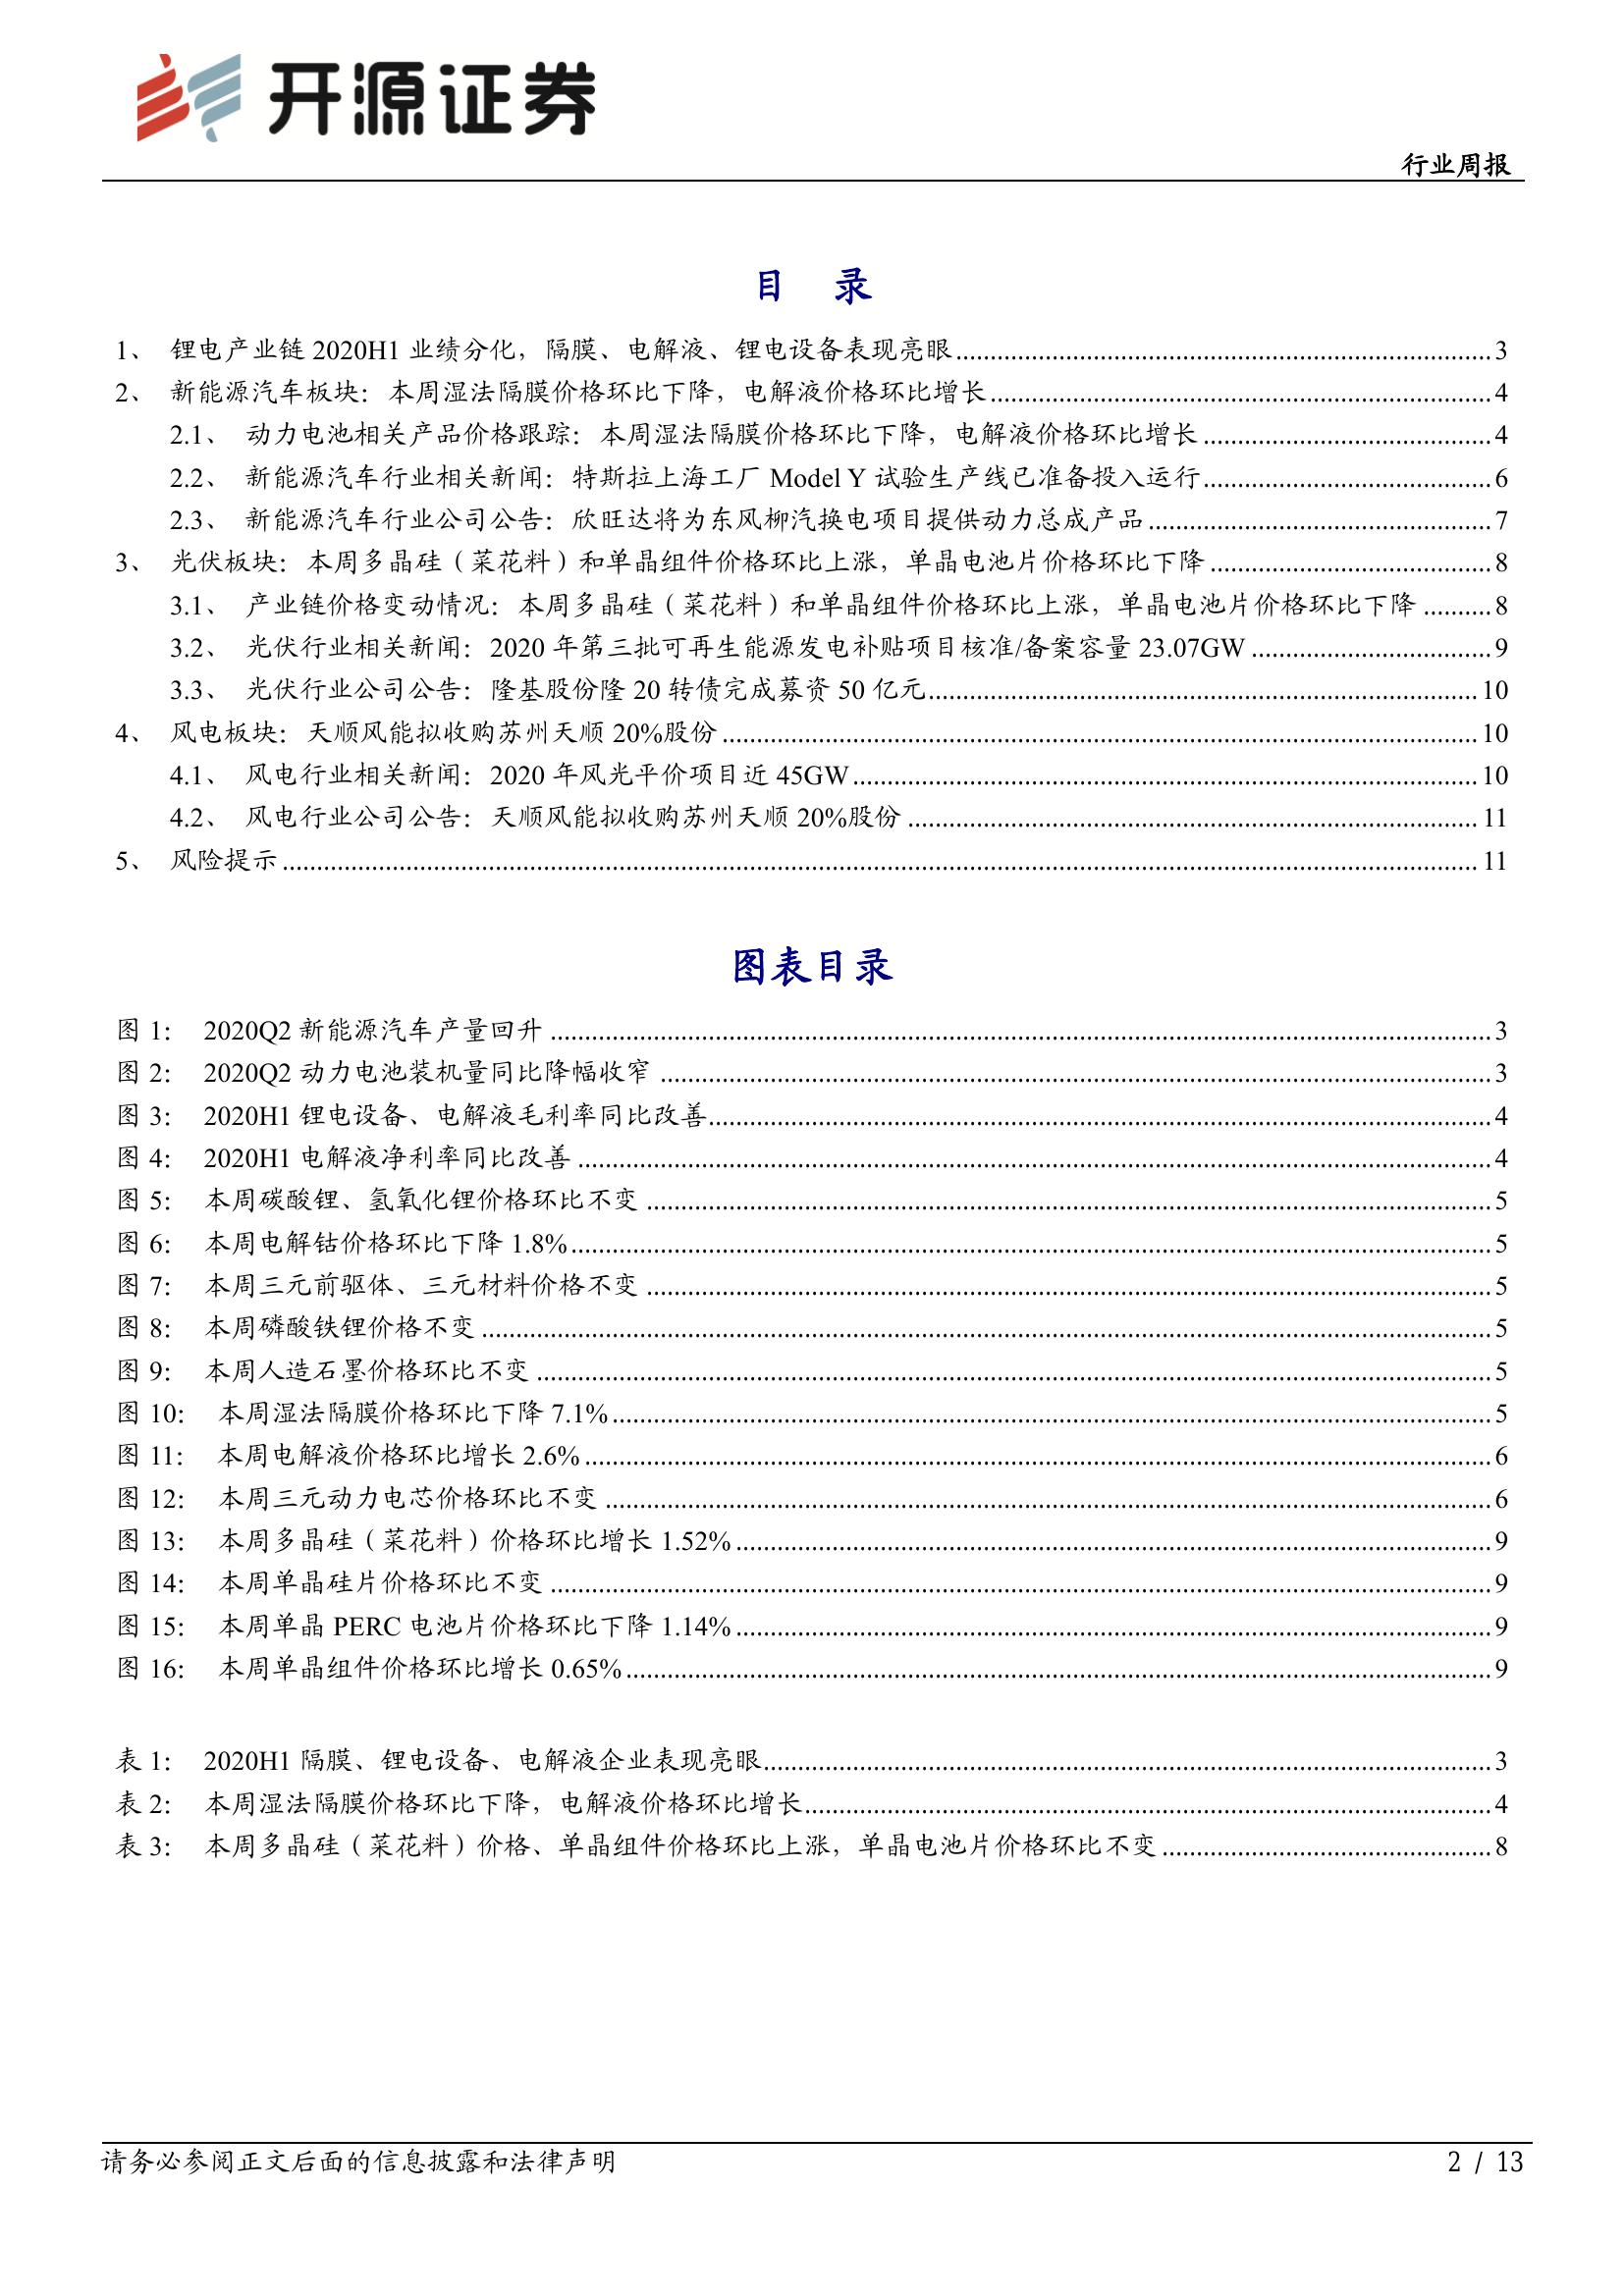 开源证券
行业周报
目 录
1、 锂电产业链 2020H1 业绩分化，隔膜、电解液、锂电设备表现亮眼 3
2、 新能源汽车板块：本周湿法隔膜价格环比下降，电解液价格环比增长 4
2.1、 动力电池相关产品价格跟踪：本周湿法隔膜价格环比下降，电解液价格环比增长 4
2.2、 新能源汽车行业相关新闻：特斯拉上海工厂 Model Y 试验生产线已准备投入运行 6
2.3、 新能源汽车行业公司公告：欣旺达将为东风柳汽换电项目提供动力总成产品 7
3、 光伏板块：本周多晶硅（菜花料）和单晶组件价格环比上涨，单晶电池片价格环比下降 8
3.1、 产业链价格变动情况：本周多晶硅（菜花料）和单晶组件价格环比上涨，单晶电池片价格环比下降 8
3.2、 光伏行业相关新闻：2020 年第三批可再生能源发电补贴项目核准/备案容量 23.07GW 9
3.3、 光伏行业公司公告：隆基股份隆 20 转债完成募资 50 亿元 10
4、 风电板块：天顺风能拟收购苏州天顺 20%股份 10
4.1、 风电行业相关新闻：2020 年风光平价项目近 45GW 10
4.2、 风电行业公司公告：天顺风能拟收购苏州天顺 20%股份 11
5、 风险提示 11
图表目录
图 1： 2020Q2 新能源汽车产量回升 3
图 2： 2020Q2 动力电池装机量同比降幅收窄 3
图 3： 2020H1 锂电设备、电解液毛利率同比改善 4
图 4： 2020H1 电解液净利率同比改善 4
图 5： 本周碳酸锂、氢氧化锂价格环比不变 5
图 6： 本周电解钴价格环比下降 1.8% 5
图 7： 本周三元前驱体、三元材料价格不变 5
图 8： 本周磷酸铁锂价格不变 5
图 9： 本周人造石墨价格环比不变 5
图 10： 本周湿法隔膜价格环比下降 7.1% 5
图 11： 本周电解液价格环比增长 2.6% 6
图 12： 本周三元动力电芯价格环比不变 6
图 13： 本周多晶硅（菜花料）价格环比增长 1.52% 9
图 14： 本周单晶硅片价格环比不变 9
图 15： 本周单晶 PERC 电池片价格环比下降 1.14% 9
图 16： 本周单晶组件价格环比增长 0.65% 9
表 1： 2020H1 隔膜、锂电设备、电解液企业表现亮眼 3
表 2： 本周湿法隔膜价格环比下降，电解液价格环比增长 4
表 3： 本周多晶硅（菜花料）价格、单晶组件价格环比上涨，单晶电池片价格环比不变 8
请务必参阅正文后面的信息披露和法律声明
2 / 13